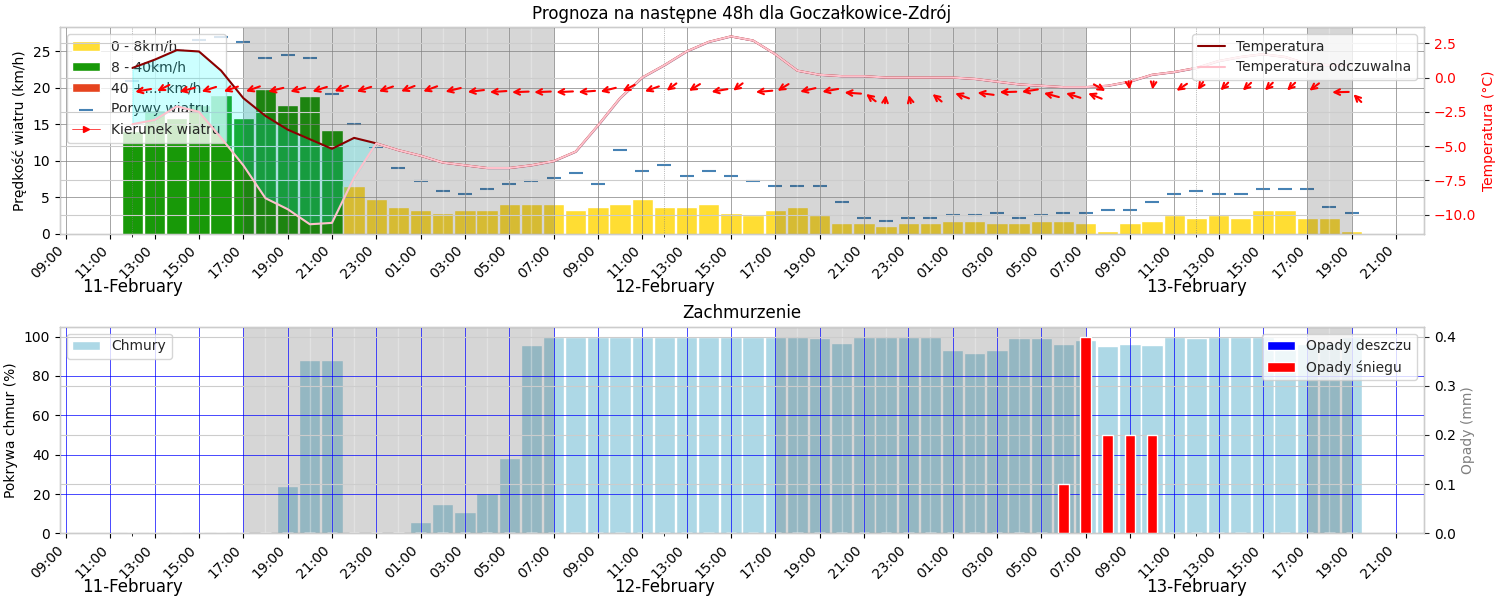 Prognoza na następne 48h dla Goczałkowice-Zdrój
Prędkość wiatru (km/h)
25
20
15
10
5
0
0 - 8km/h
8 - 40km/h
40 +
km/h
Porywy wiatru
Kierunek wiatru
Temperatura
Temperatura odczuwalna
2.5
0.0
−2.5
−5.0
−7.5
−10.0
Temperatura (°C)
09:00 11:00 13:00 15:00 17:00 19:00 21:00 23:00 01:00 03:00 05:00 07:00 09:00 11:00 13:00 15:00 17:00 19:00 21:00 23:00 01:00 03:00 05:00 07:00 09:00 11:00 13:00 15:00 17:00 19:00 21:00
11-February 12-February 13-February
Zachmurzenie
Pokrywa chmur (%)
100
80
60
40
20
0
Chmury
Opady deszczu
Opady śniegu
0.4
0.3
0.2
0.1
0.0
Opady (mm)
09:00 11:00 13:00 15:00 17:00 19:00 21:00 23:00 01:00 03:00 05:00 07:00 09:00 11:00 13:00 15:00 17:00 19:00 21:00 23:00 01:00 03:00 05:00 07:00 09:00 11:00 13:00 15:00 17:00 19:00 21:00
11-February 12-February 13-February